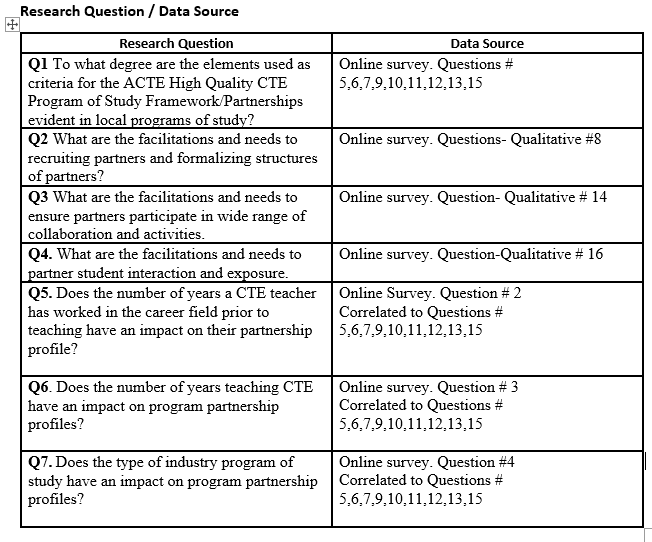 Research Question / Data Source
Research Question
Data Source
Q1 To what degree are the elements used as
criteria for the ACTE High Quality CTE
Program of Study Framework/Partnerships
evident in local programs of study?
Online survey. Questions #
5,6,7,9,10,11,12,13,15
Q2 What are the facilitations and needs to
recruiting partners and formalizing structures
of partners?
Online survey. Questions- Qualitative #8
Q3 What are the facilitations and needs to
ensure partners participate in wide range of
collaboration and activities.
Online survey. Question- Qualitative # 14
Q4. What are the facilitations and needs to
partner student interaction and exposure.
Online survey. Question-Qualitative # 16
Q5. Does the number of years a CTE teacher
has worked in the career field prior to
teaching have an impact on their partnership
profile?
Online Survey. Question # 2
Correlated to Questions #
5,6,7,9,10,11,12,13,15
Q6. Does the number of years teaching CTE
have an impact on program partnership
profiles?
Online survey. Question # 3
Correlated to Questions #
5,6,7,9,10,11,12,13,15
Q7. Does the type of industry program of
study have an impact on program partnership
profiles?
Online survey. Question #4
Correlated to Questions #
5,6,7,9,10,11,12,13,15